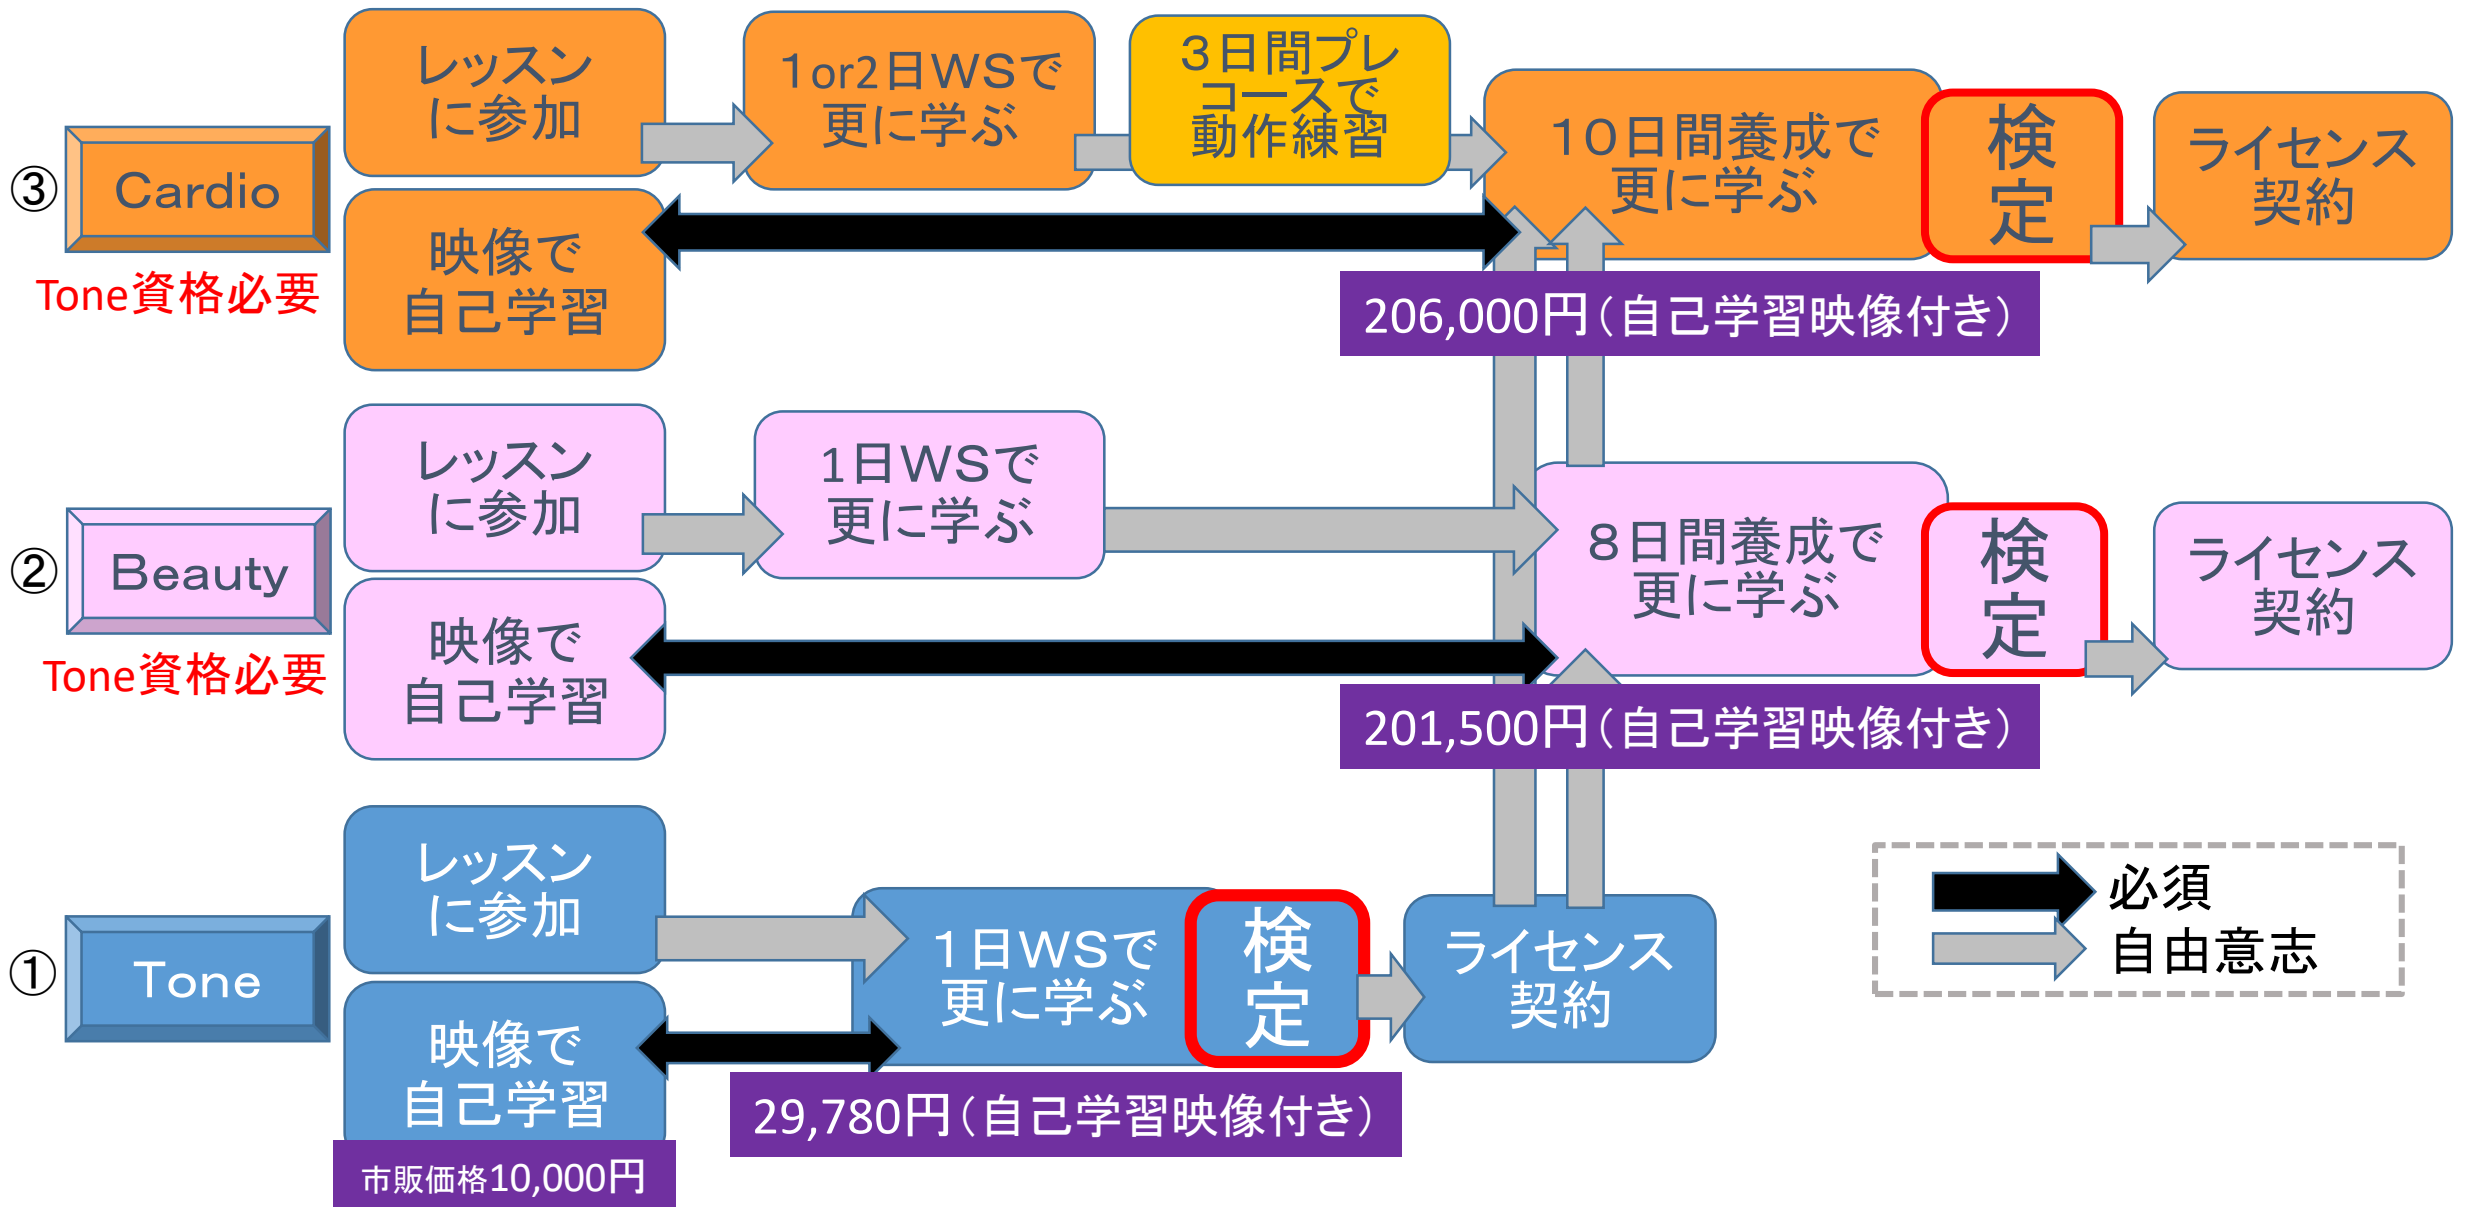 ③
Cardio
Tone資格必要
レッスン
に参加
１or2日ＷＳで
更に学ぶ
３日間プレ
コースで
動作練習
１０日間養成で
更に学ぶ
検
定
ライセンス
契約
映像で
自己学習
206,000円（自己学習映像付き）
②
Beauty
Tone資格必要
レッスン
に参加
１日ＷＳで
更に学ぶ
８日間養成で
更に学ぶ
検
定
ライセンス
契約
映像で
自己学習
201,500円（自己学習映像付き）
①
Tone
レッスン
に参加
１日ＷＳで
更に学ぶ
検
定
ライセンス
契約
映像で
自己学習
29,780円（自己学習映像付き）
市販価格10,000円
必須
自由意志